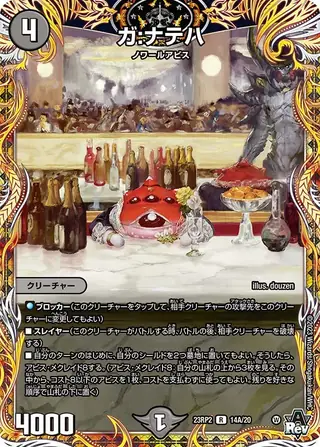 4
ガ:ナテハ
ノワールアビス
クリーチャー
illus. douzen
ブロッカー(このクリーチャーをタップして、相手クリーチャーの攻撃先をこのクリーチャーに変更してもよい)
スレイヤー(このクリーチャーがバトルする時、バトルの後、相手クリーチャーを破壊する)
自分のターンのはじめに、自分のシールドを2つ墓地に置いてもよい。そうしたら、
アビス・メクレイド8する。(アビス・メクレイド8:自分の山札の上から3枚を見る。その
中から、コスト8以下のアビスを1枚、コストを支払わずに使ってもよい。残りを好きな
順序で山札の下に置く)
4000
23RP2 R 14A/20
W
Rev